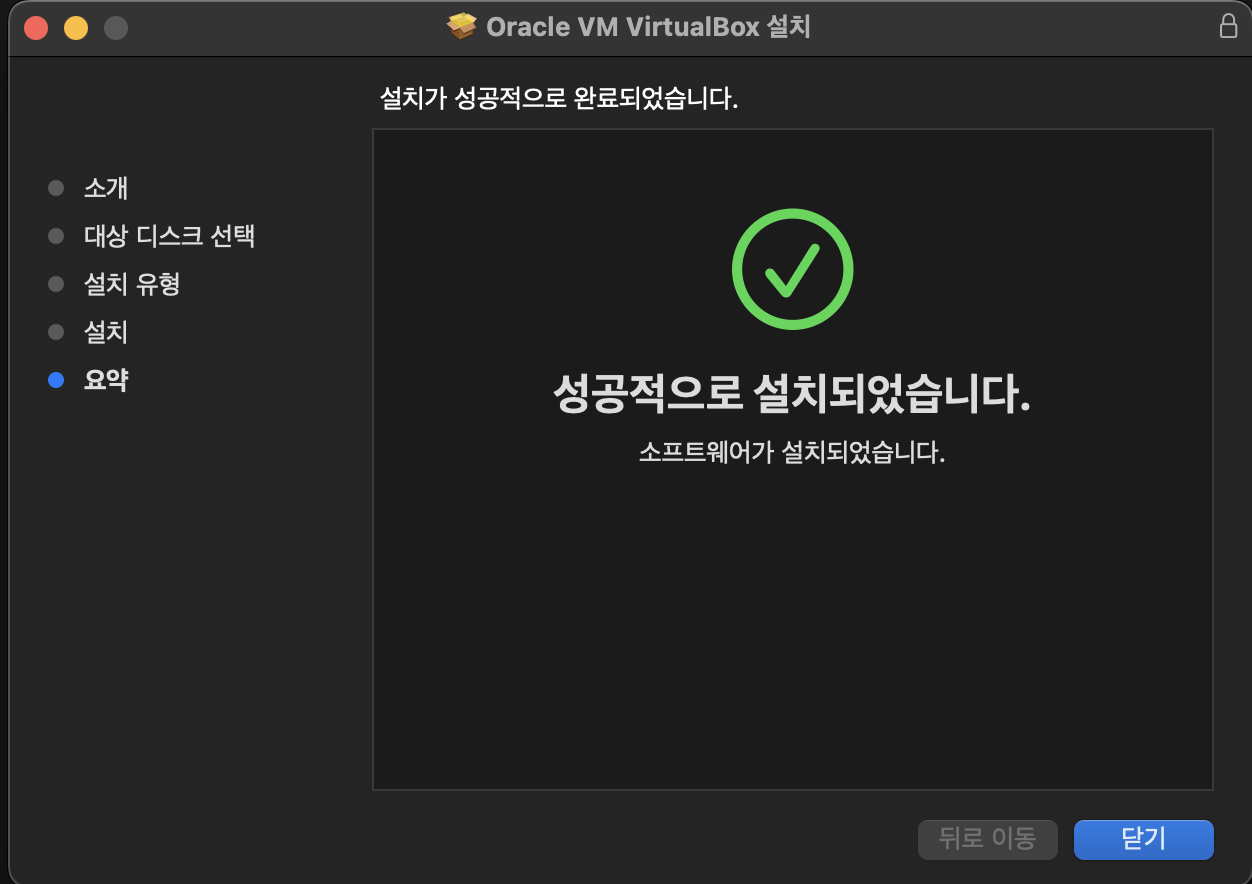 Oracle VM VirtualBox 설치
설치가 성공적으로 완료되었습니다.
소개
대상 디스크 선택
설치 유형
설치
요약
성공적으로 설치되었습니다.
소프트웨어가 설치되었습니다.
뒤로 이동
닫기